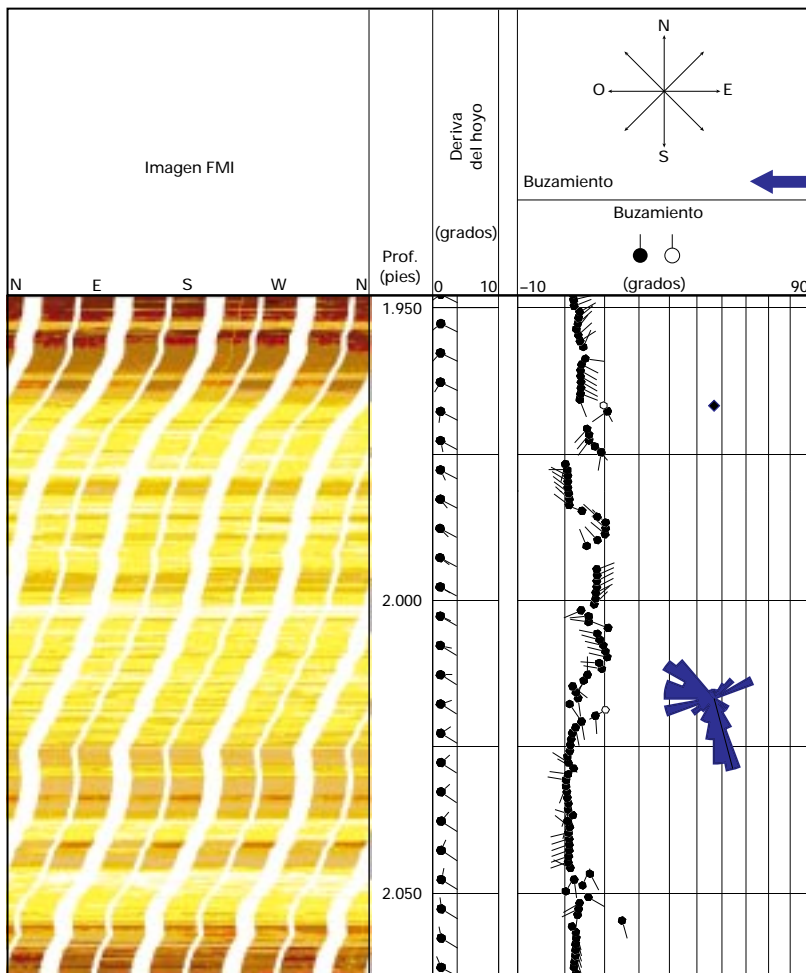 Imagen FMI
N E S W N
Prof.
(pies)
Deriva
del hoyo
(grados)
0 10
N
O E
S
Buzamiento
Buzamiento
(grados)
–10 90
1.950
2.000
2.050